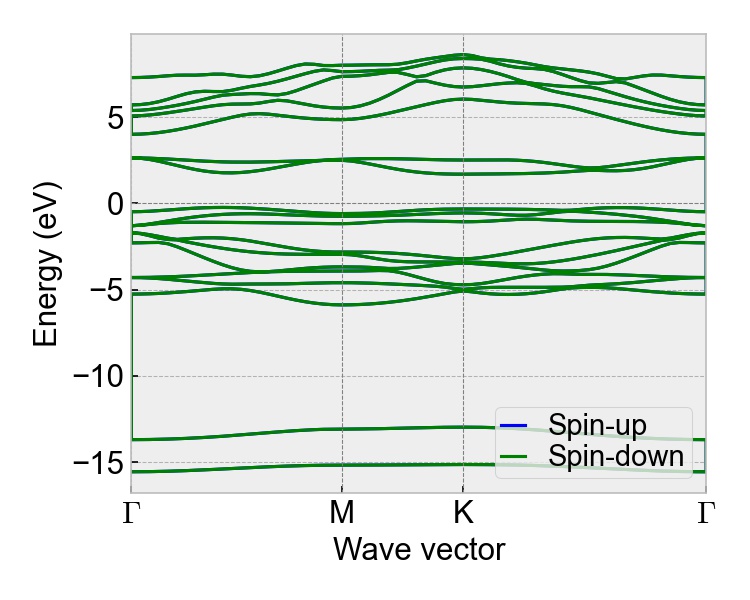 5
0
−5
−10
−15
Energy (eV)
Spin-up
Spin-down
Γ M K Γ
Wave vector